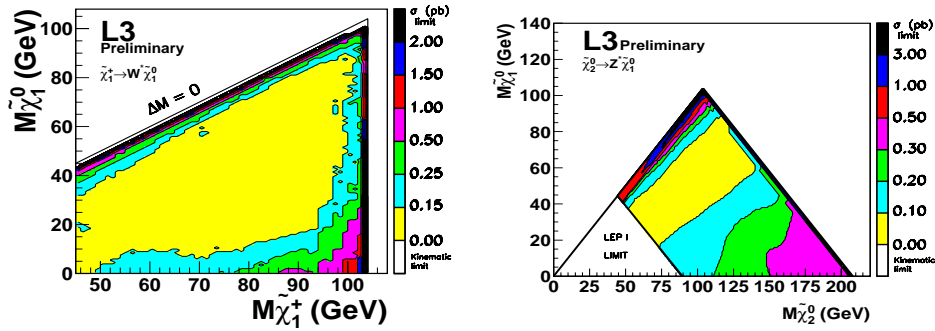 L3
Preliminary
χ̃₁⁺→W*χ̃₁⁰
ΔM = 0
Mχ̃₁⁰ (GeV)
100
80
60
40
20
0
50 60 70 80 90 100
Mχ̃₁⁺ (GeV)
σ (pb)
limit
2.00
1.50
1.00
0.50
0.25
0.15
0.00
Kinematic
limit
L3 Preliminary
χ̃₂⁰→Z*χ̃₁⁰
Mχ̃₁⁰ (GeV)
140
120
100
80
60
40
20
0
LEP I
LIMIT
0 25 50 75 100 125 150 175 200
Mχ̃₂⁰ (GeV)
σ (pb)
limit
3.00
1.00
0.50
0.30
0.20
0.10
0.00
Kinematic
limit